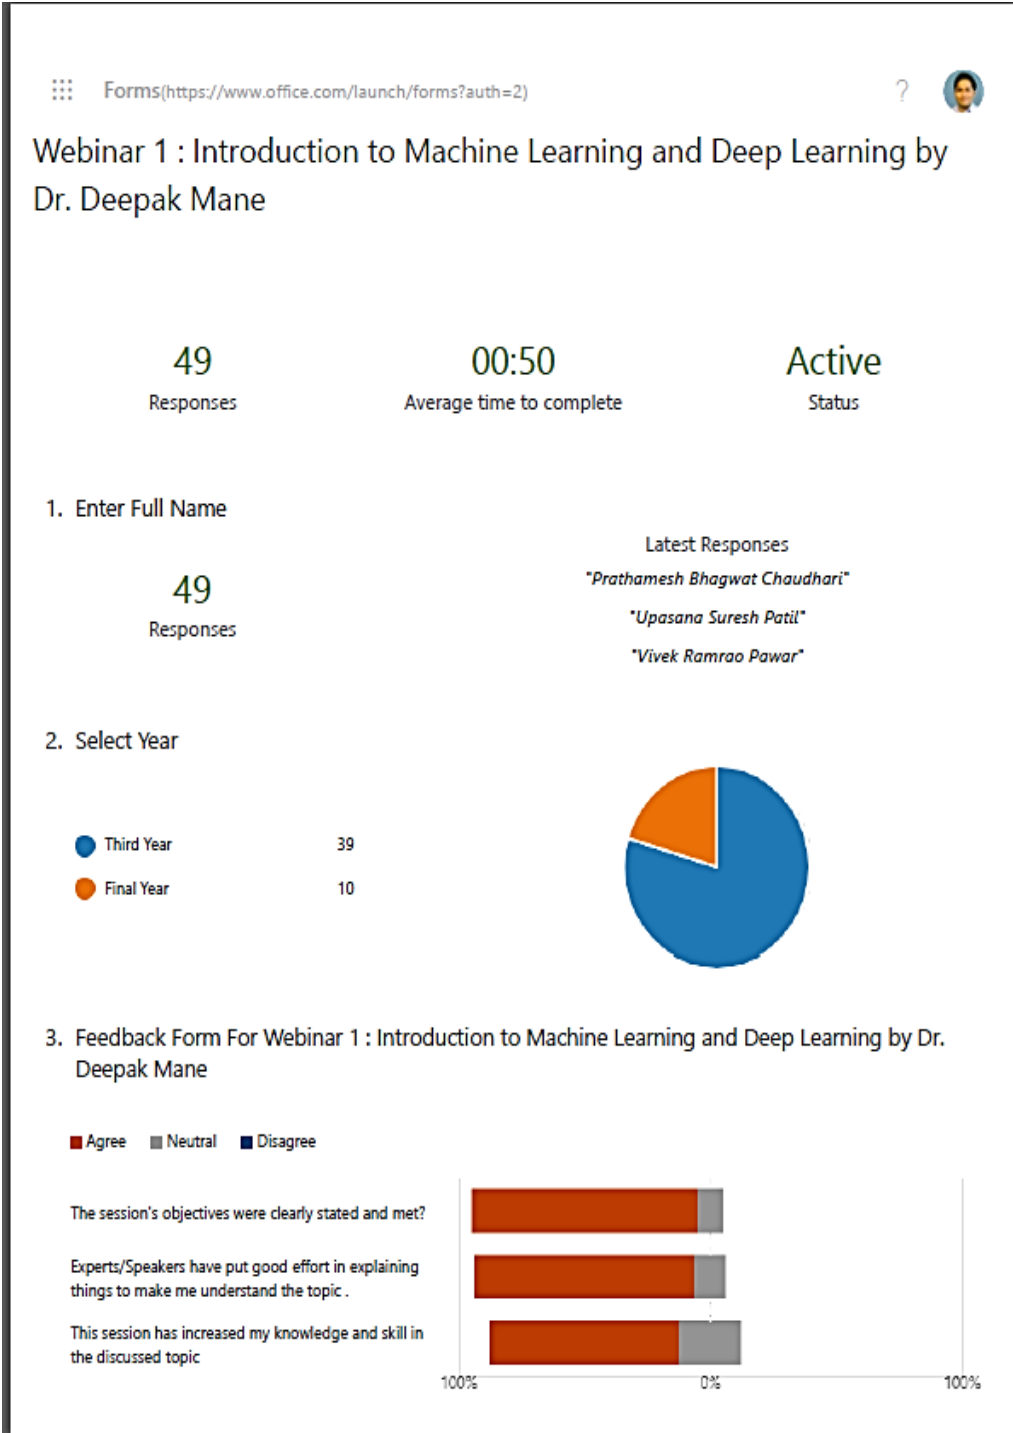 Forms(https://www.office.com/launch/forms?auth=2)
?
Webinar 1 : Introduction to Machine Learning and Deep Learning by
Dr. Deepak Mane
49
Responses
00:50
Average time to complete
Active
Status
1. Enter Full Name
49
Responses
Latest Responses
"Prathamesh Bhagwat Chaudhari"
"Upasana Suresh Patil"
"Vivek Ramrao Pawar"
2. Select Year
Third Year 39
Final Year 10
3. Feedback Form For Webinar 1 : Introduction to Machine Learning and Deep Learning by Dr.
Deepak Mane
Agree Neutral Disagree
The session's objectives were clearly stated and met?
Experts/Speakers have put good effort in explaining
things to make me understand the topic .
This session has increased my knowledge and skill in
the discussed topic
100% 0% 100%